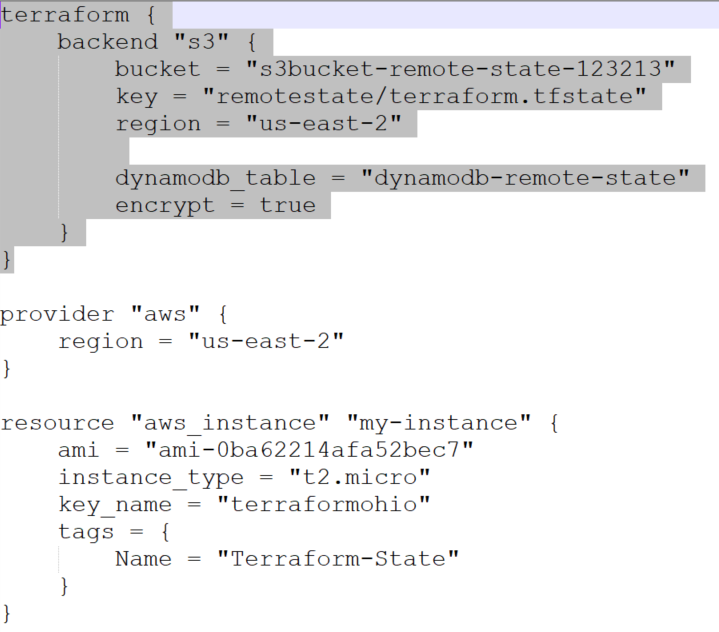 terraform {
    backend "s3" {
        bucket = "s3bucket-remote-state-123213"
        key = "remotestate/terraform.tfstate"
        region = "us-east-2"

        dynamodb_table = "dynamodb-remote-state"
        encrypt = true
    }
}

provider "aws" {
    region = "us-east-2"
}

resource "aws_instance" "my-instance" {
    ami = "ami-0ba62214afa52bec7"
    instance_type = "t2.micro"
    key_name = "terraformohio"
    tags = {
        Name = "Terraform-State"
    }
}